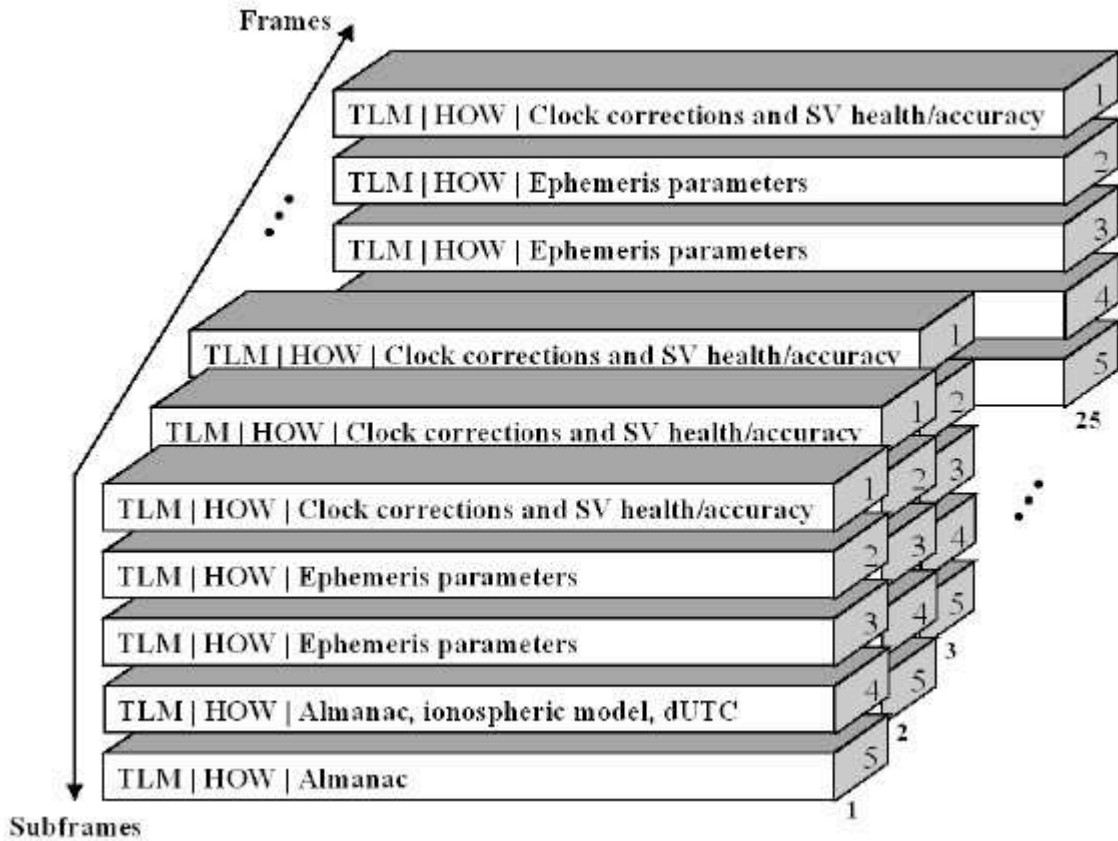 Frames
TLM | HOW | Clock corrections and SV health/accuracy 1
TLM | HOW | Ephemeris parameters 2
TLM | HOW | Ephemeris parameters 3
4
5
25
TLM | HOW | Clock corrections and SV health/accuracy 1
2
3
4
5
3
TLM | HOW | Clock corrections and SV health/accuracy 1
2
3
4
5
2
TLM | HOW | Clock corrections and SV health/accuracy 1
TLM | HOW | Ephemeris parameters 2
TLM | HOW | Ephemeris parameters 3
TLM | HOW | Almanac, ionospheric model, dUTC 4
TLM | HOW | Almanac 5
1
Subframes